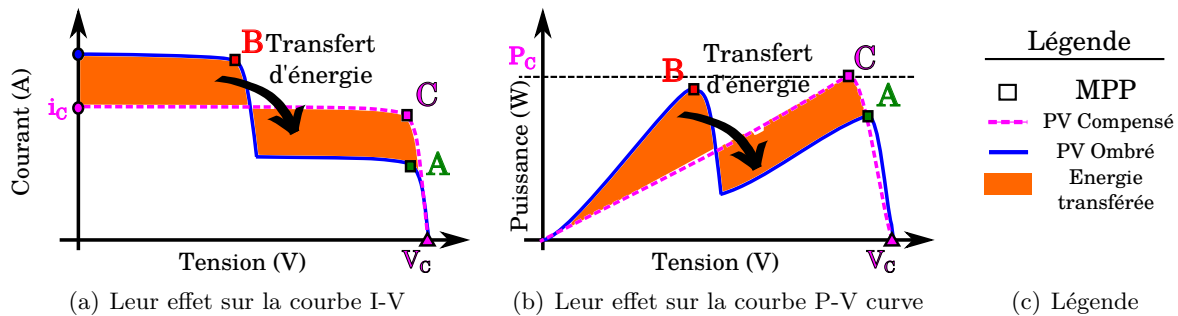 Courant (A)
i_C
B
Transfert
d'énergie
C
A
Tension (V)
V_C
(a) Leur effet sur la courbe I-V
Puissance (W)
P_C
B
Transfert
d'énergie
C
A
Tension (V)
V_C
(b) Leur effet sur la courbe P-V curve
Légende
MPP
PV Compensé
PV Ombré
Energie
transférée
(c) Légende